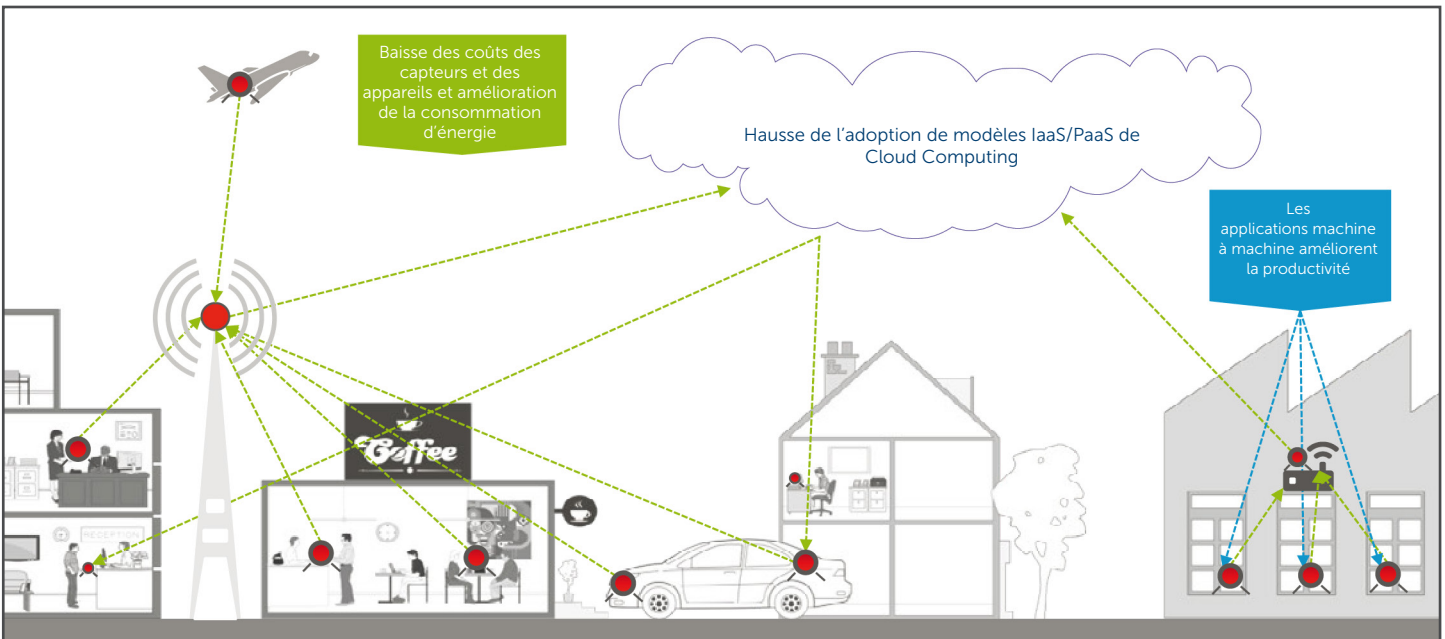 Baisse des coûts des
capteurs et des
appareils et amélioration
de la consommation
d'énergie
Hausse de l’adoption de modèles IaaS/PaaS de
Cloud Computing
Les
applications machine
à machine améliorent
la productivité
Coffee
RECEPTION